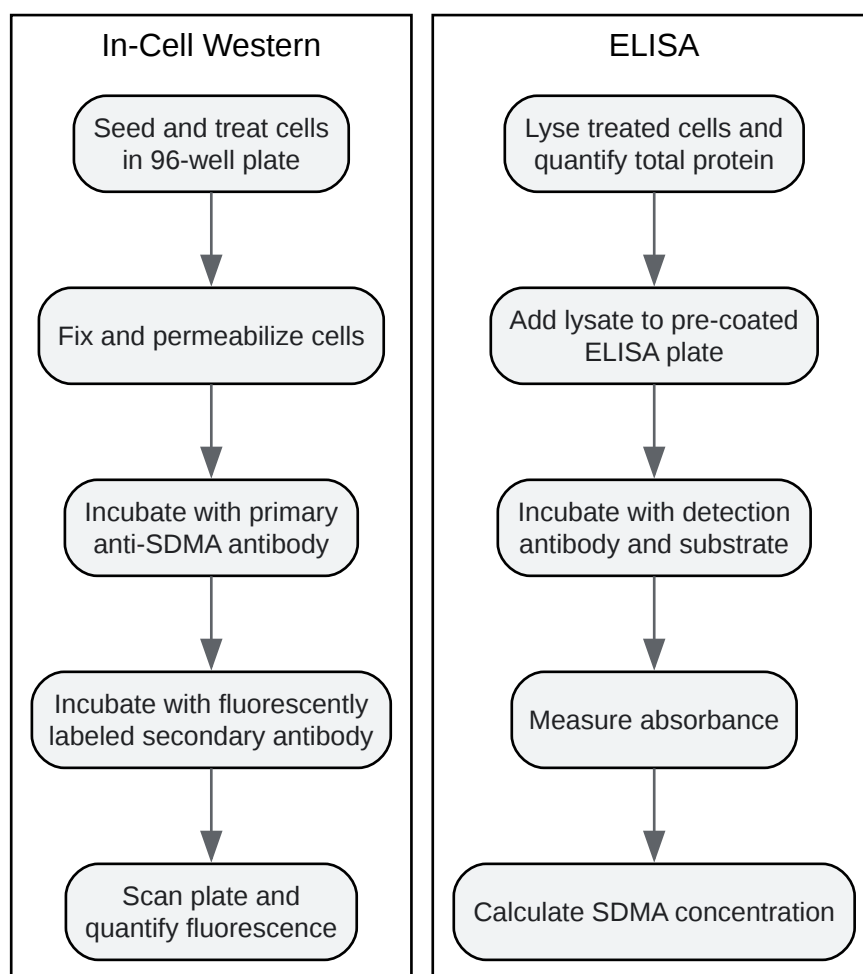 In-Cell Western
Seed and treat cells
in 96-well plate
Fix and permeabilize cells
Incubate with primary
anti-SDMA antibody
Incubate with fluorescently
labeled secondary antibody
Scan plate and
quantify fluorescence
ELISA
Lyse treated cells and
quantify total protein
Add lysate to pre-coated
ELISA plate
Incubate with detection
antibody and substrate
Measure absorbance
Calculate SDMA concentration